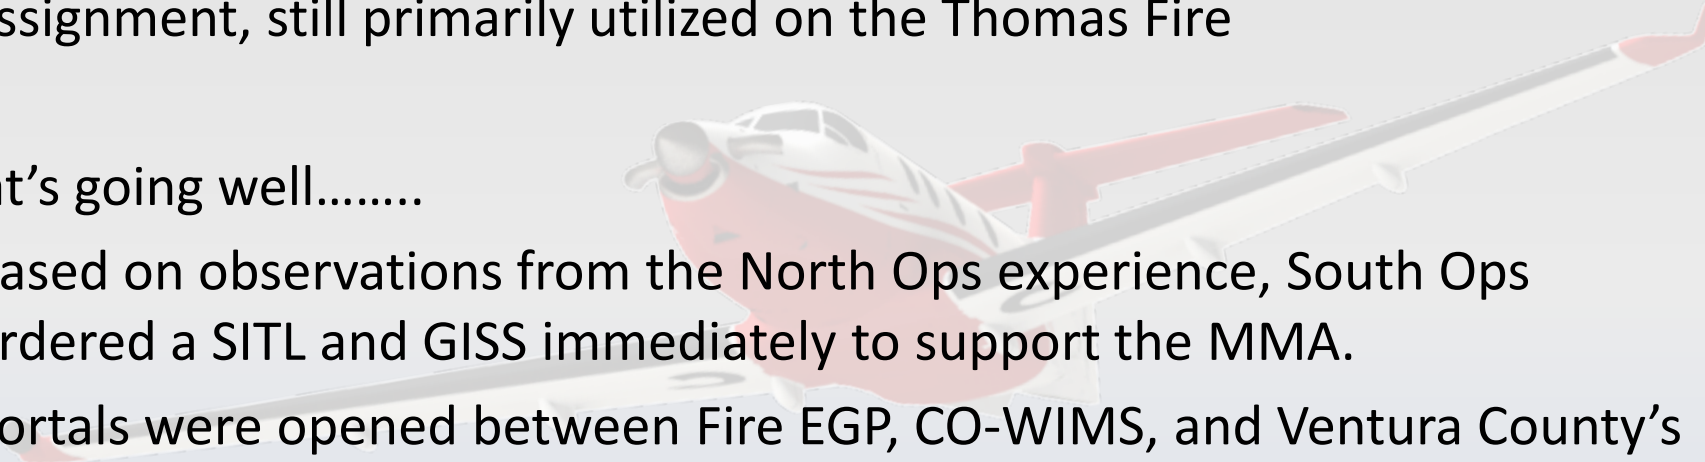 ssignment, still primarily utilized on the Thomas Fire
t’s going well……..
ased on observations from the North Ops experience, South Ops
rdered a SITL and GISS immediately to support the MMA.
ortals were opened between Fire EGP, CO-WIMS, and Ventura County’s